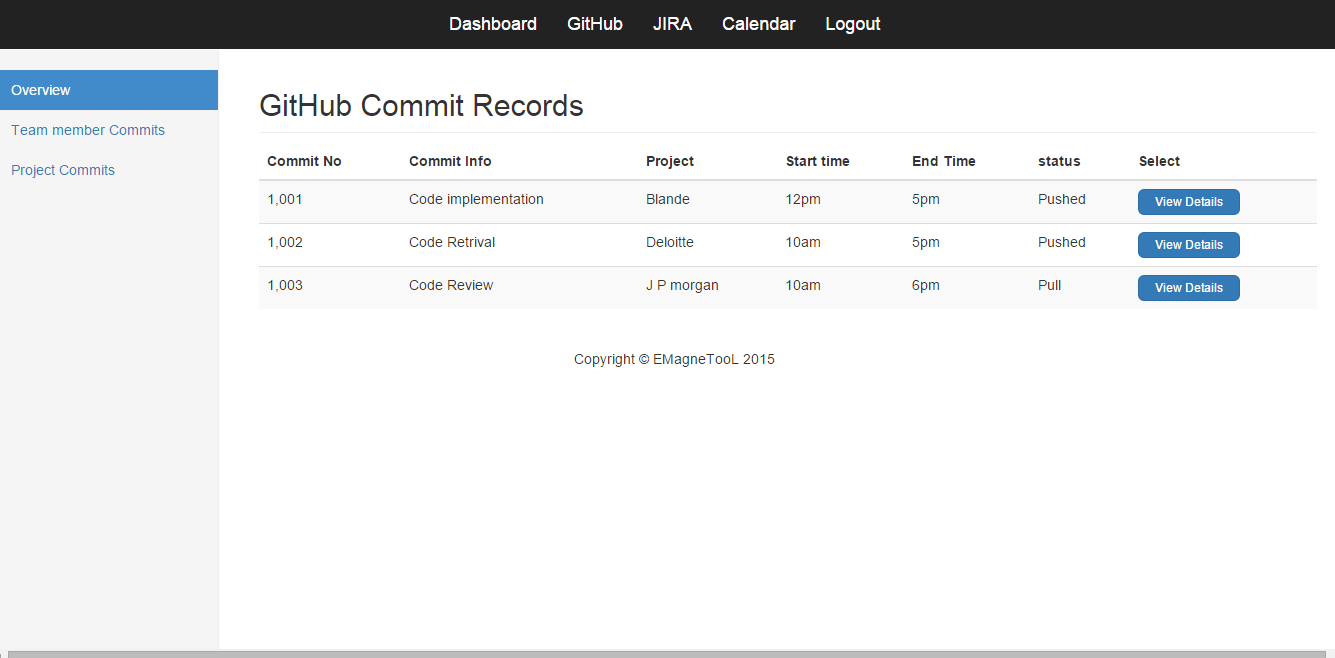 Dashboard GitHub JIRA Calendar Logout
Overview
Team member Commits
Project Commits
GitHub Commit Records
Commit No Commit Info Project Start time End Time status Select
1,001 Code implementation Blande 12pm 5pm Pushed View Details
1,002 Code Retrival Deloitte 10am 5pm Pushed View Details
1,003 Code Review J P morgan 10am 6pm Pull View Details
Copyright © EMagneTooL 2015